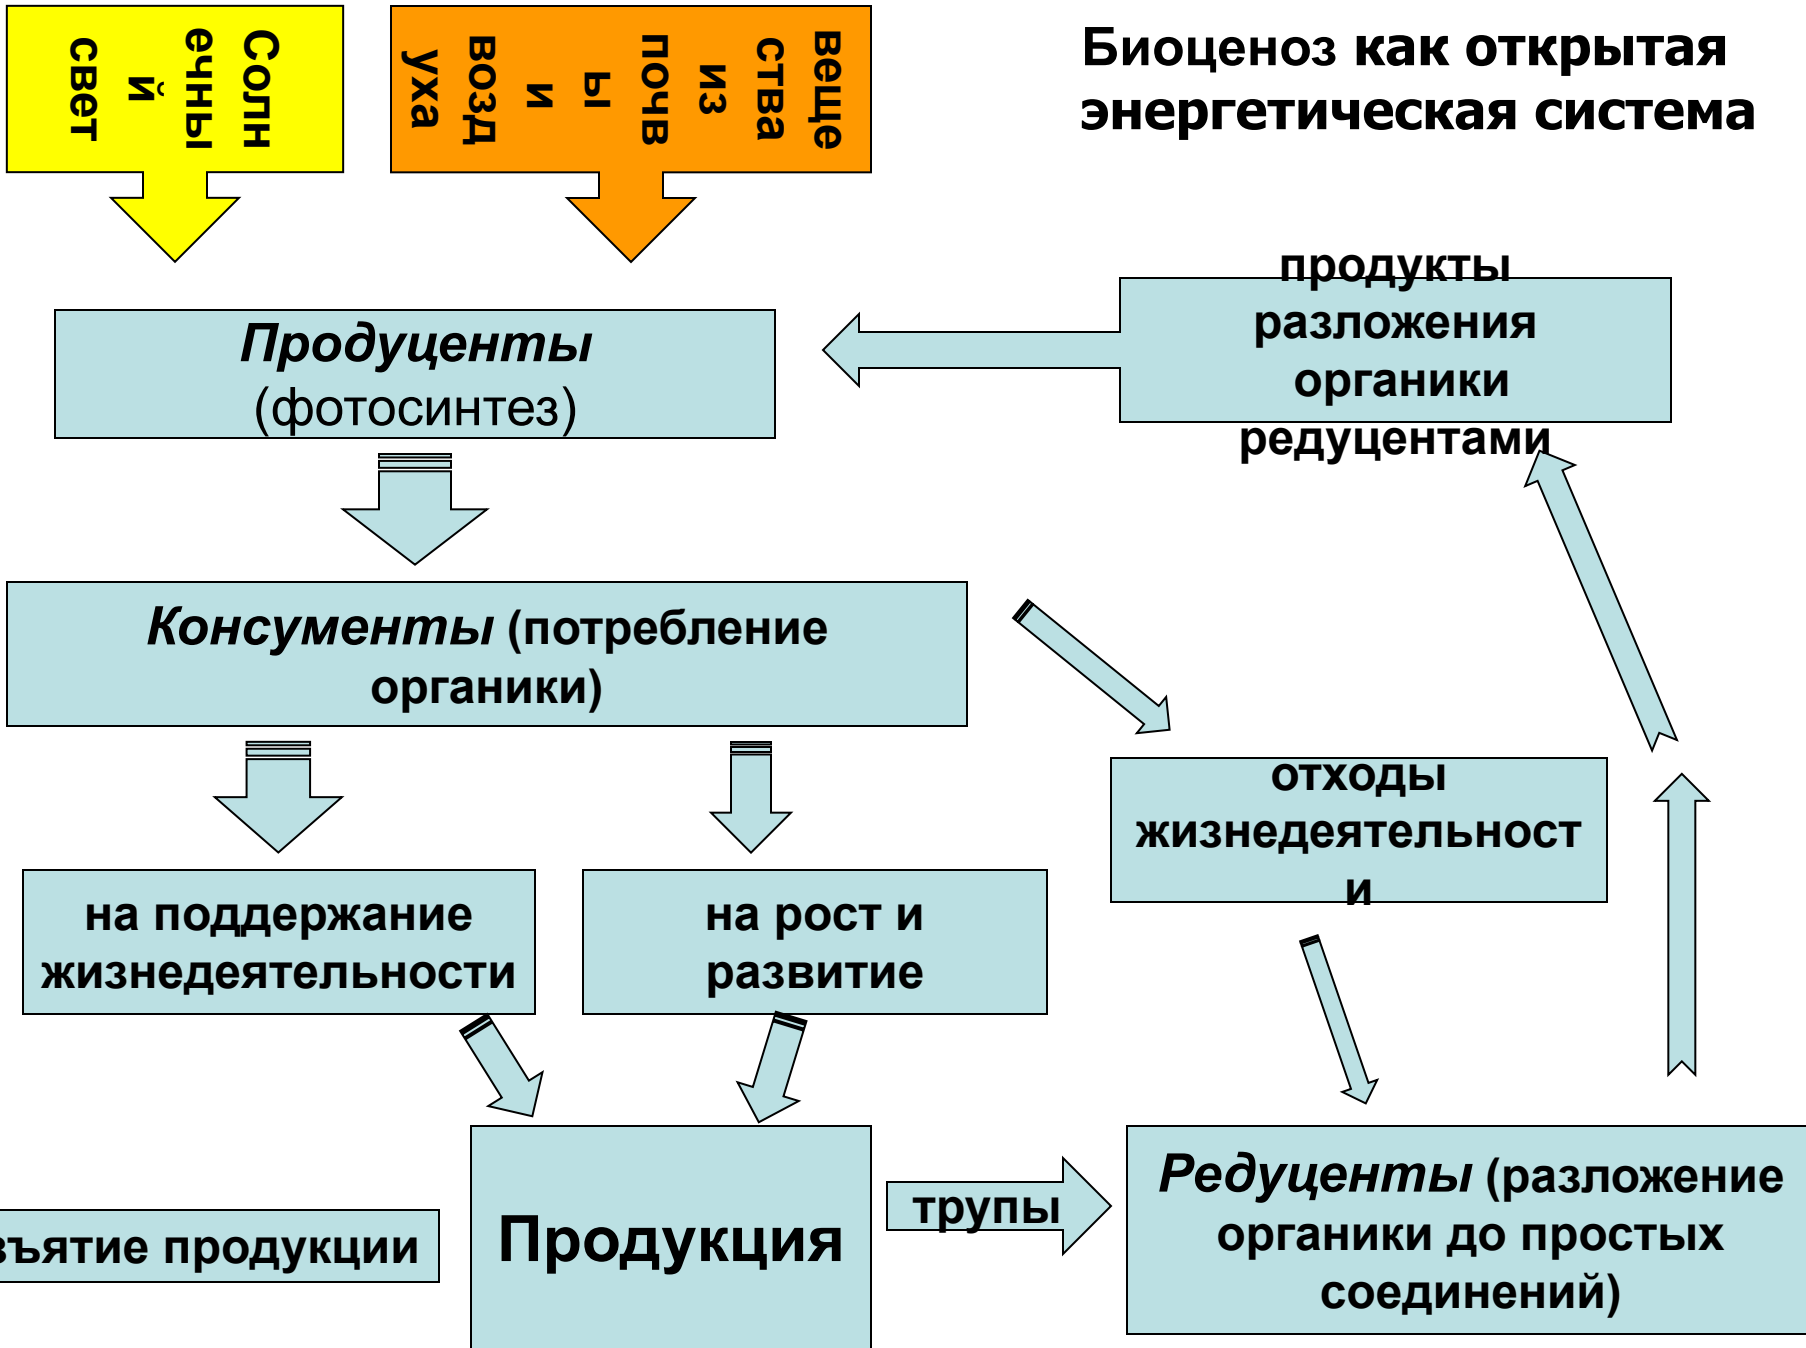 Солн
ечны
й
свет
веще
ства
из
почв
ы
и
возд
уха
Биоценоз как открытая
энергетическая система
продукты
разложения
органики
редуцентами
Продуценты
(фотосинтез)
Консументы (потребление
органики)
отходы
жизнедеятельност
и
на поддержание
жизнедеятельности
на рост и
развитие
зъятие продукции
Продукция
трупы
Редуценты (разложение
органики до простых
соединений)